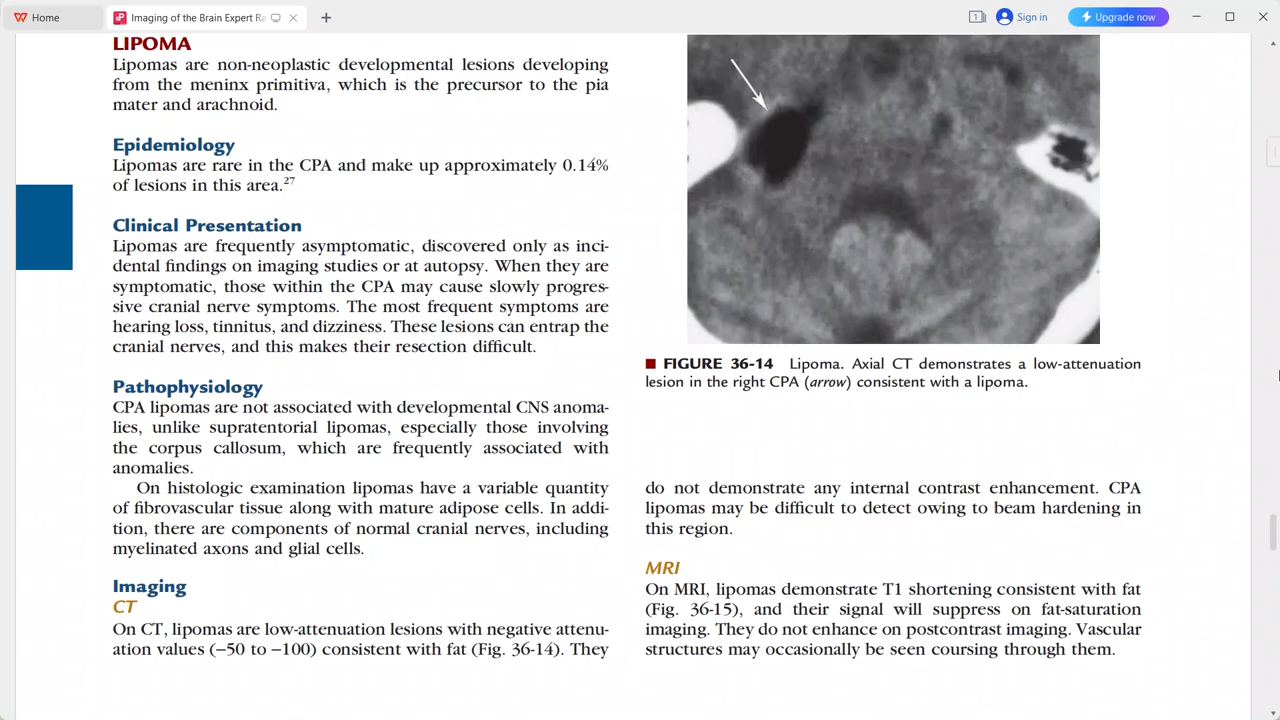 Home
Imaging of the Brain Expert Ra
1
Sign in
Upgrade now
LIPOMA
Lipomas are non-neoplastic developmental lesions developing
from the meninx primitiva, which is the precursor to the pia
mater and arachnoid.
Epidemiology
Lipomas are rare in the CPA and make up approximately 0.14%
of lesions in this area.27
Clinical Presentation
Lipomas are frequently asymptomatic, discovered only as inci-
dental findings on imaging studies or at autopsy. When they are
symptomatic, those within the CPA may cause slowly progres-
sive cranial nerve symptoms. The most frequent symptoms are
hearing loss, tinnitus, and dizziness. These lesions can entrap the
cranial nerves, and this makes their resection difficult.
Pathophysiology
CPA lipomas are not associated with developmental CNS anoma-
lies, unlike supratentorial lipomas, especially those involving
the corpus callosum, which are frequently associated with
anomalies.
On histologic examination lipomas have a variable quantity
of fibrovascular tissue along with mature adipose cells. In addi-
tion, there are components of normal cranial nerves, including
myelinated axons and glial cells.
Imaging
CT
On CT, lipomas are low-attenuation lesions with negative attenu-
ation values (−50 to −100) consistent with fat (Fig. 36-14). They
■ FIGURE 36-14 Lipoma. Axial CT demonstrates a low-attenuation
lesion in the right CPA (arrow) consistent with a lipoma.
do not demonstrate any internal contrast enhancement. CPA
lipomas may be difficult to detect owing to beam hardening in
this region.
MRI
On MRI, lipomas demonstrate T1 shortening consistent with fat
(Fig. 36-15), and their signal will suppress on fat-saturation
imaging. They do not enhance on postcontrast imaging. Vascular
structures may occasionally be seen coursing through them.